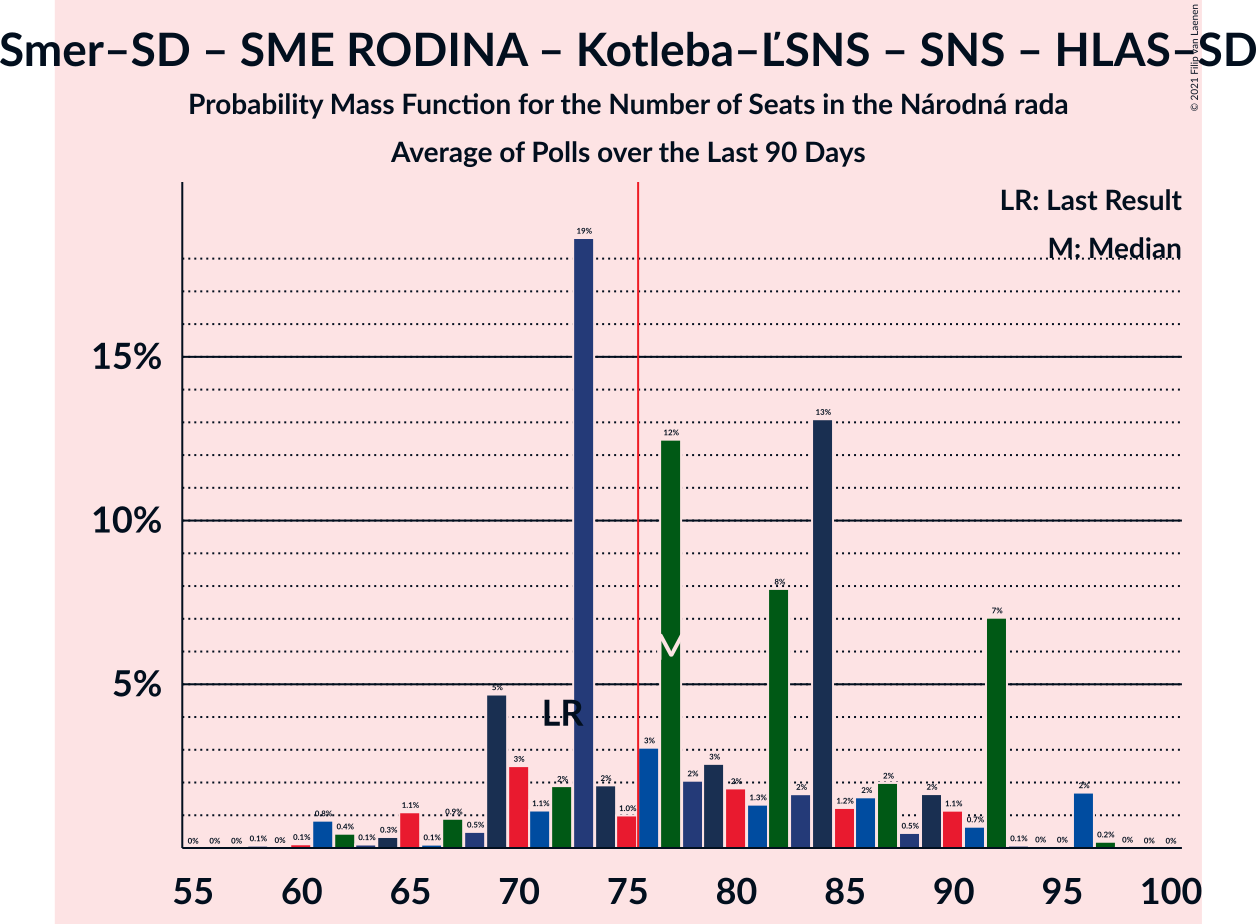 Smer–SD – SME RODINA – Kotleba–ĽSNS – SNS – HLAS–SD
© 2021 Filip van Laenen
Probability Mass Function for the Number of Seats in the Národná rada
Average of Polls over the Last 90 Days
LR: Last Result
M: Median
15%
10%
5%
0% 0% 0% 0.1% 0% 0.1% 0.8% 0.4% 0.1% 0.3% 1.1% 0.1% 0.9% 0.5% 5% 3% 1.1% 2% 19% 2% 1.0% 3% 12% 2% 3% 2% 1.3% 8% 2% 13% 1.2% 2% 2% 0.5% 2% 1.1% 0.7% 7% 0.1% 0% 0% 2% 0.2% 0% 0% 0%
LR
M
55 60 65 70 75 80 85 90 95 100